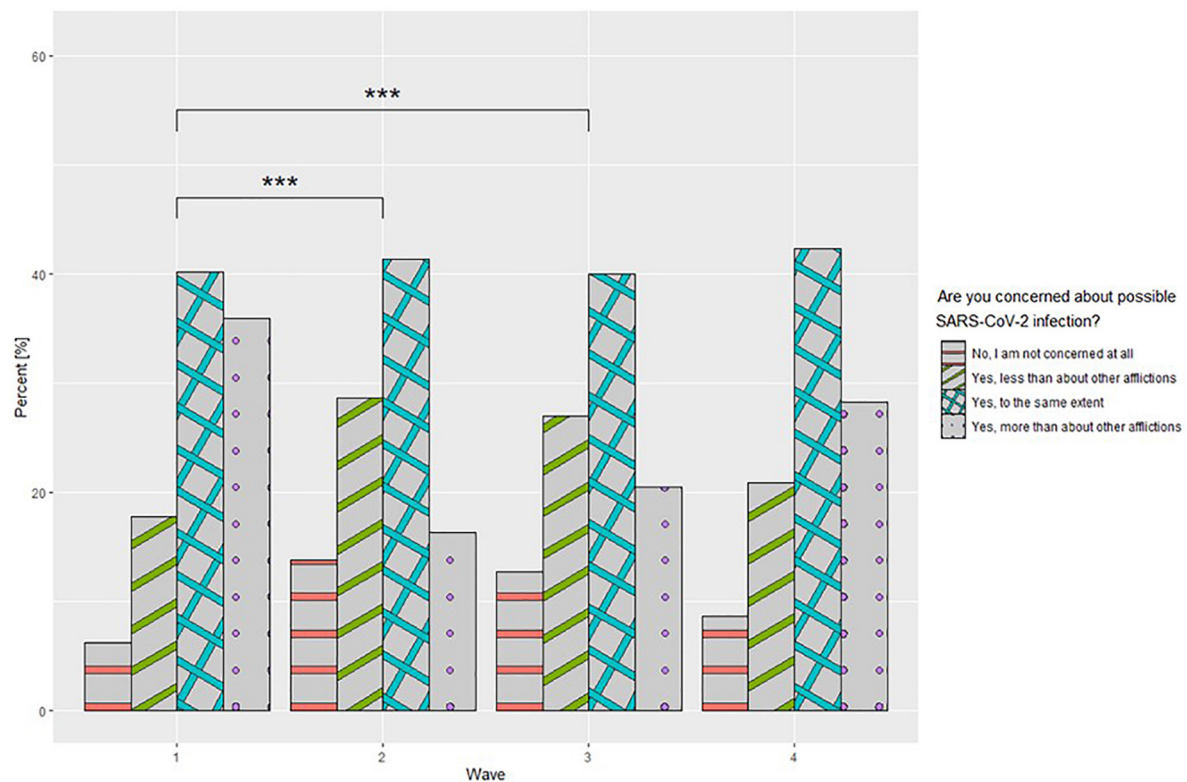 60
***
***
40
20
0
Percent [%]
1
2
3
4
Wave
Are you concerned about possible
SARS-CoV-2 infection?
No, I am not concerned at all
Yes, less than about other afflictions
Yes, to the same extent
Yes, more than about other afflictions